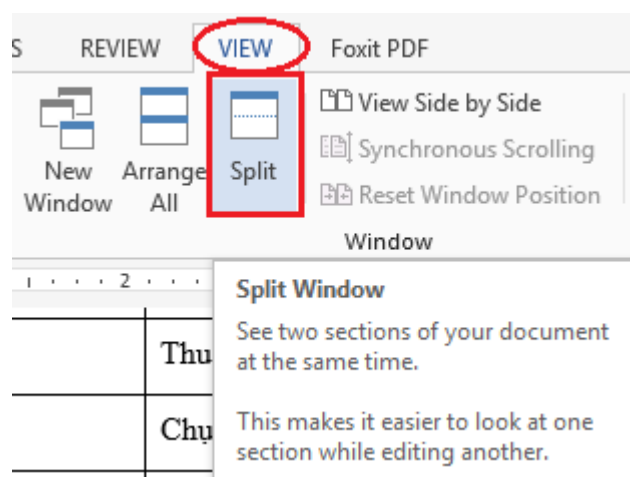 S REVIEW VIEW Foxit PDF
New Window
Arrange All
Split
View Side by Side
Synchronous Scrolling
Reset Window Position
Window
2
Split Window
See two sections of your document
at the same time.
This makes it easier to look at one
section while editing another.
Thu
Chụ